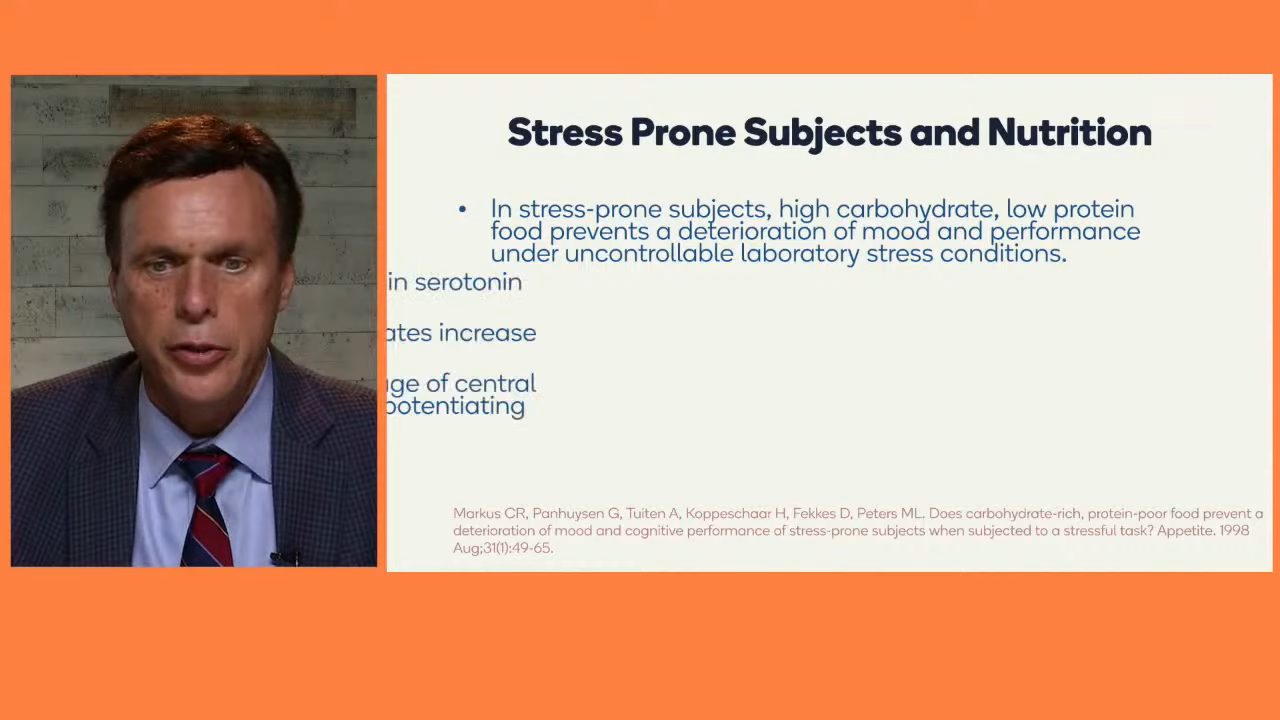 Stress Prone Subjects and Nutrition
• In stress-prone subjects, high carbohydrate, low protein
food prevents a deterioration of mood and performance
under uncontrollable laboratory stress conditions.
in serotonin
increase
of central
potentiating
Markus CR, Panhuysen G, Tuiten A, Koppeschaar H, Fekkes D, Peters ML. Does carbohydrate-rich, protein-poor food prevent a
deterioration of mood and cognitive performance of stress-prone subjects when subjected to a stressful task? Appetite. 1998
Aug;31(1):49-65.